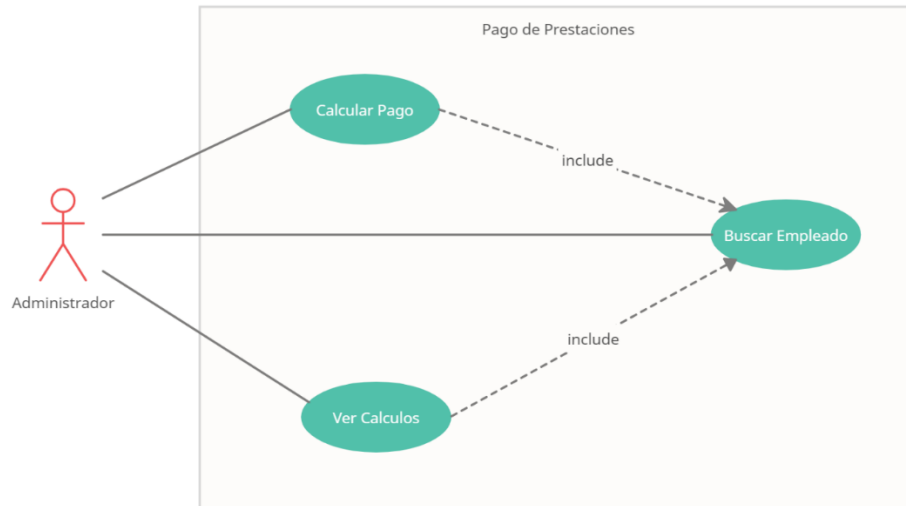 Pago de Prestaciones
Calcular Pago
include
Buscar Empleado
Administrador
include
Ver Calculos